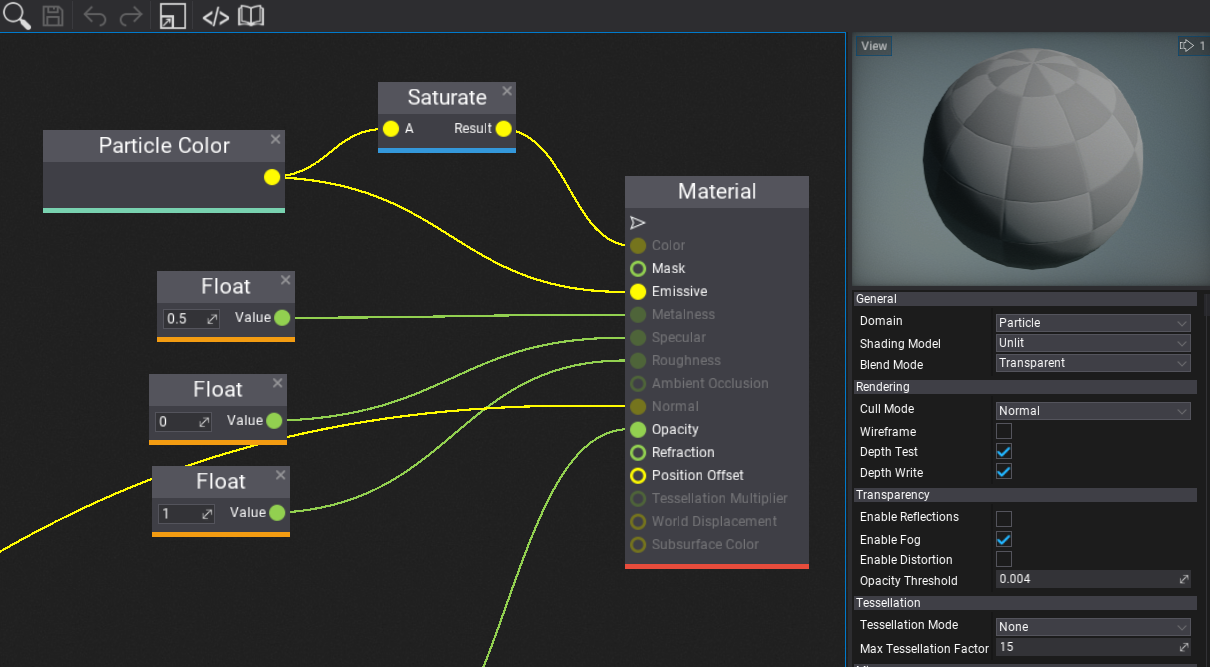 </>
View
1
Saturate
A Result
Particle Color
Material
Color
Mask
Emissive
Metalness
Specular
Roughness
Ambient Occlusion
Normal
Opacity
Refraction
Position Offset
Tessellation Multiplier
World Displacement
Subsurface Color
Float
0.5 Value
Float
0 Value
Float
1 Value
General
Domain Particle
Shading Model Unlit
Blend Mode Transparent
Rendering
Cull Mode Normal
Wireframe
Depth Test
Depth Write
Transparency
Enable Reflections
Enable Fog
Enable Distortion
Opacity Threshold 0.004
Tessellation
Tessellation Mode None
Max Tessellation Factor 15